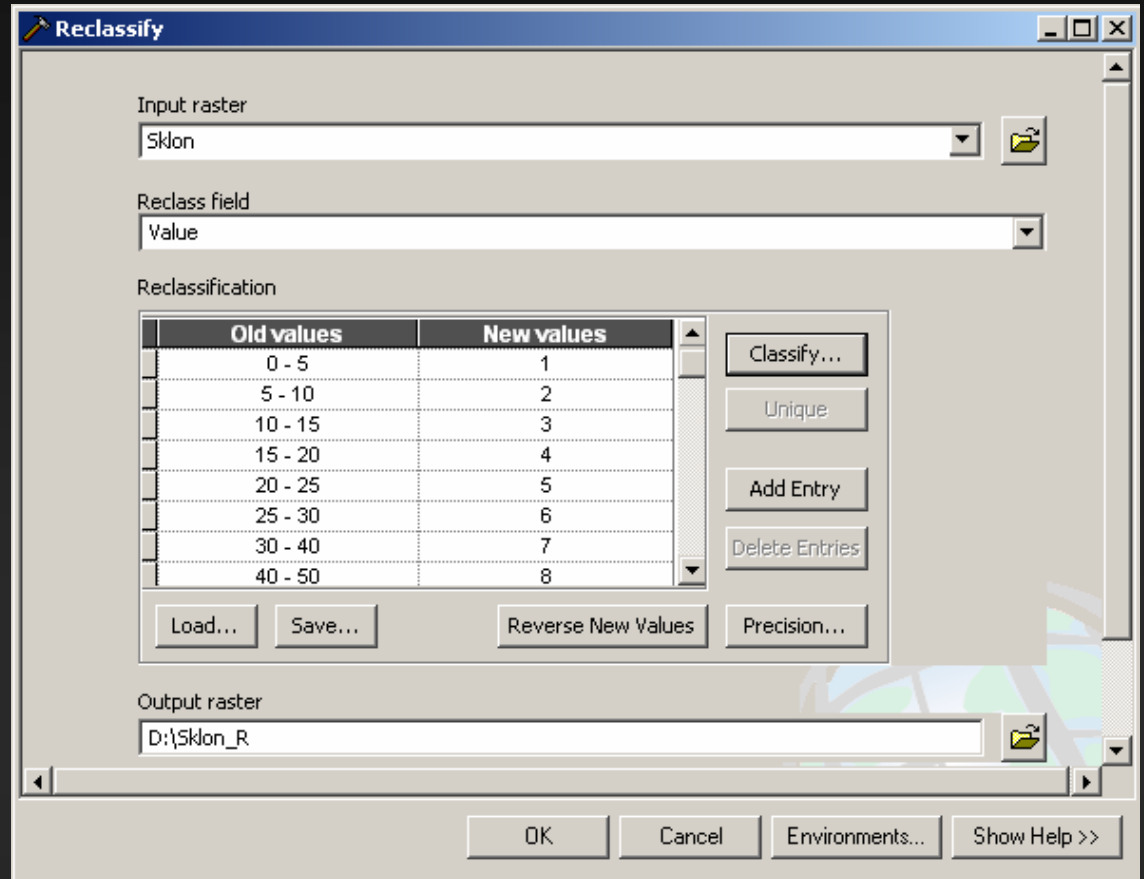 Reclassify
Input raster
Sklon
Reclass field
Value
Reclassification
Old values New values
0 - 5 1
5 - 10 2
10 - 15 3
15 - 20 4
20 - 25 5
25 - 30 6
30 - 40 7
40 - 50 8
Classify...
Unique
Add Entry
Delete Entries
Load... Save... Reverse New Values Precision...
Output raster
D:\Sklon_R
OK Cancel Environments... Show Help >>